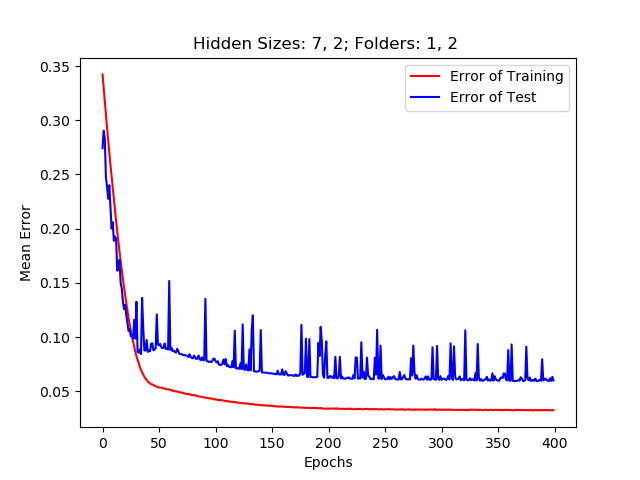 Hidden Sizes: 7, 2; Folders: 1, 2
Error of Training
Error of Test
Mean Error
0.35
0.30
0.25
0.20
0.15
0.10
0.05
0 50 100 150 200 250 300 350 400
Epochs